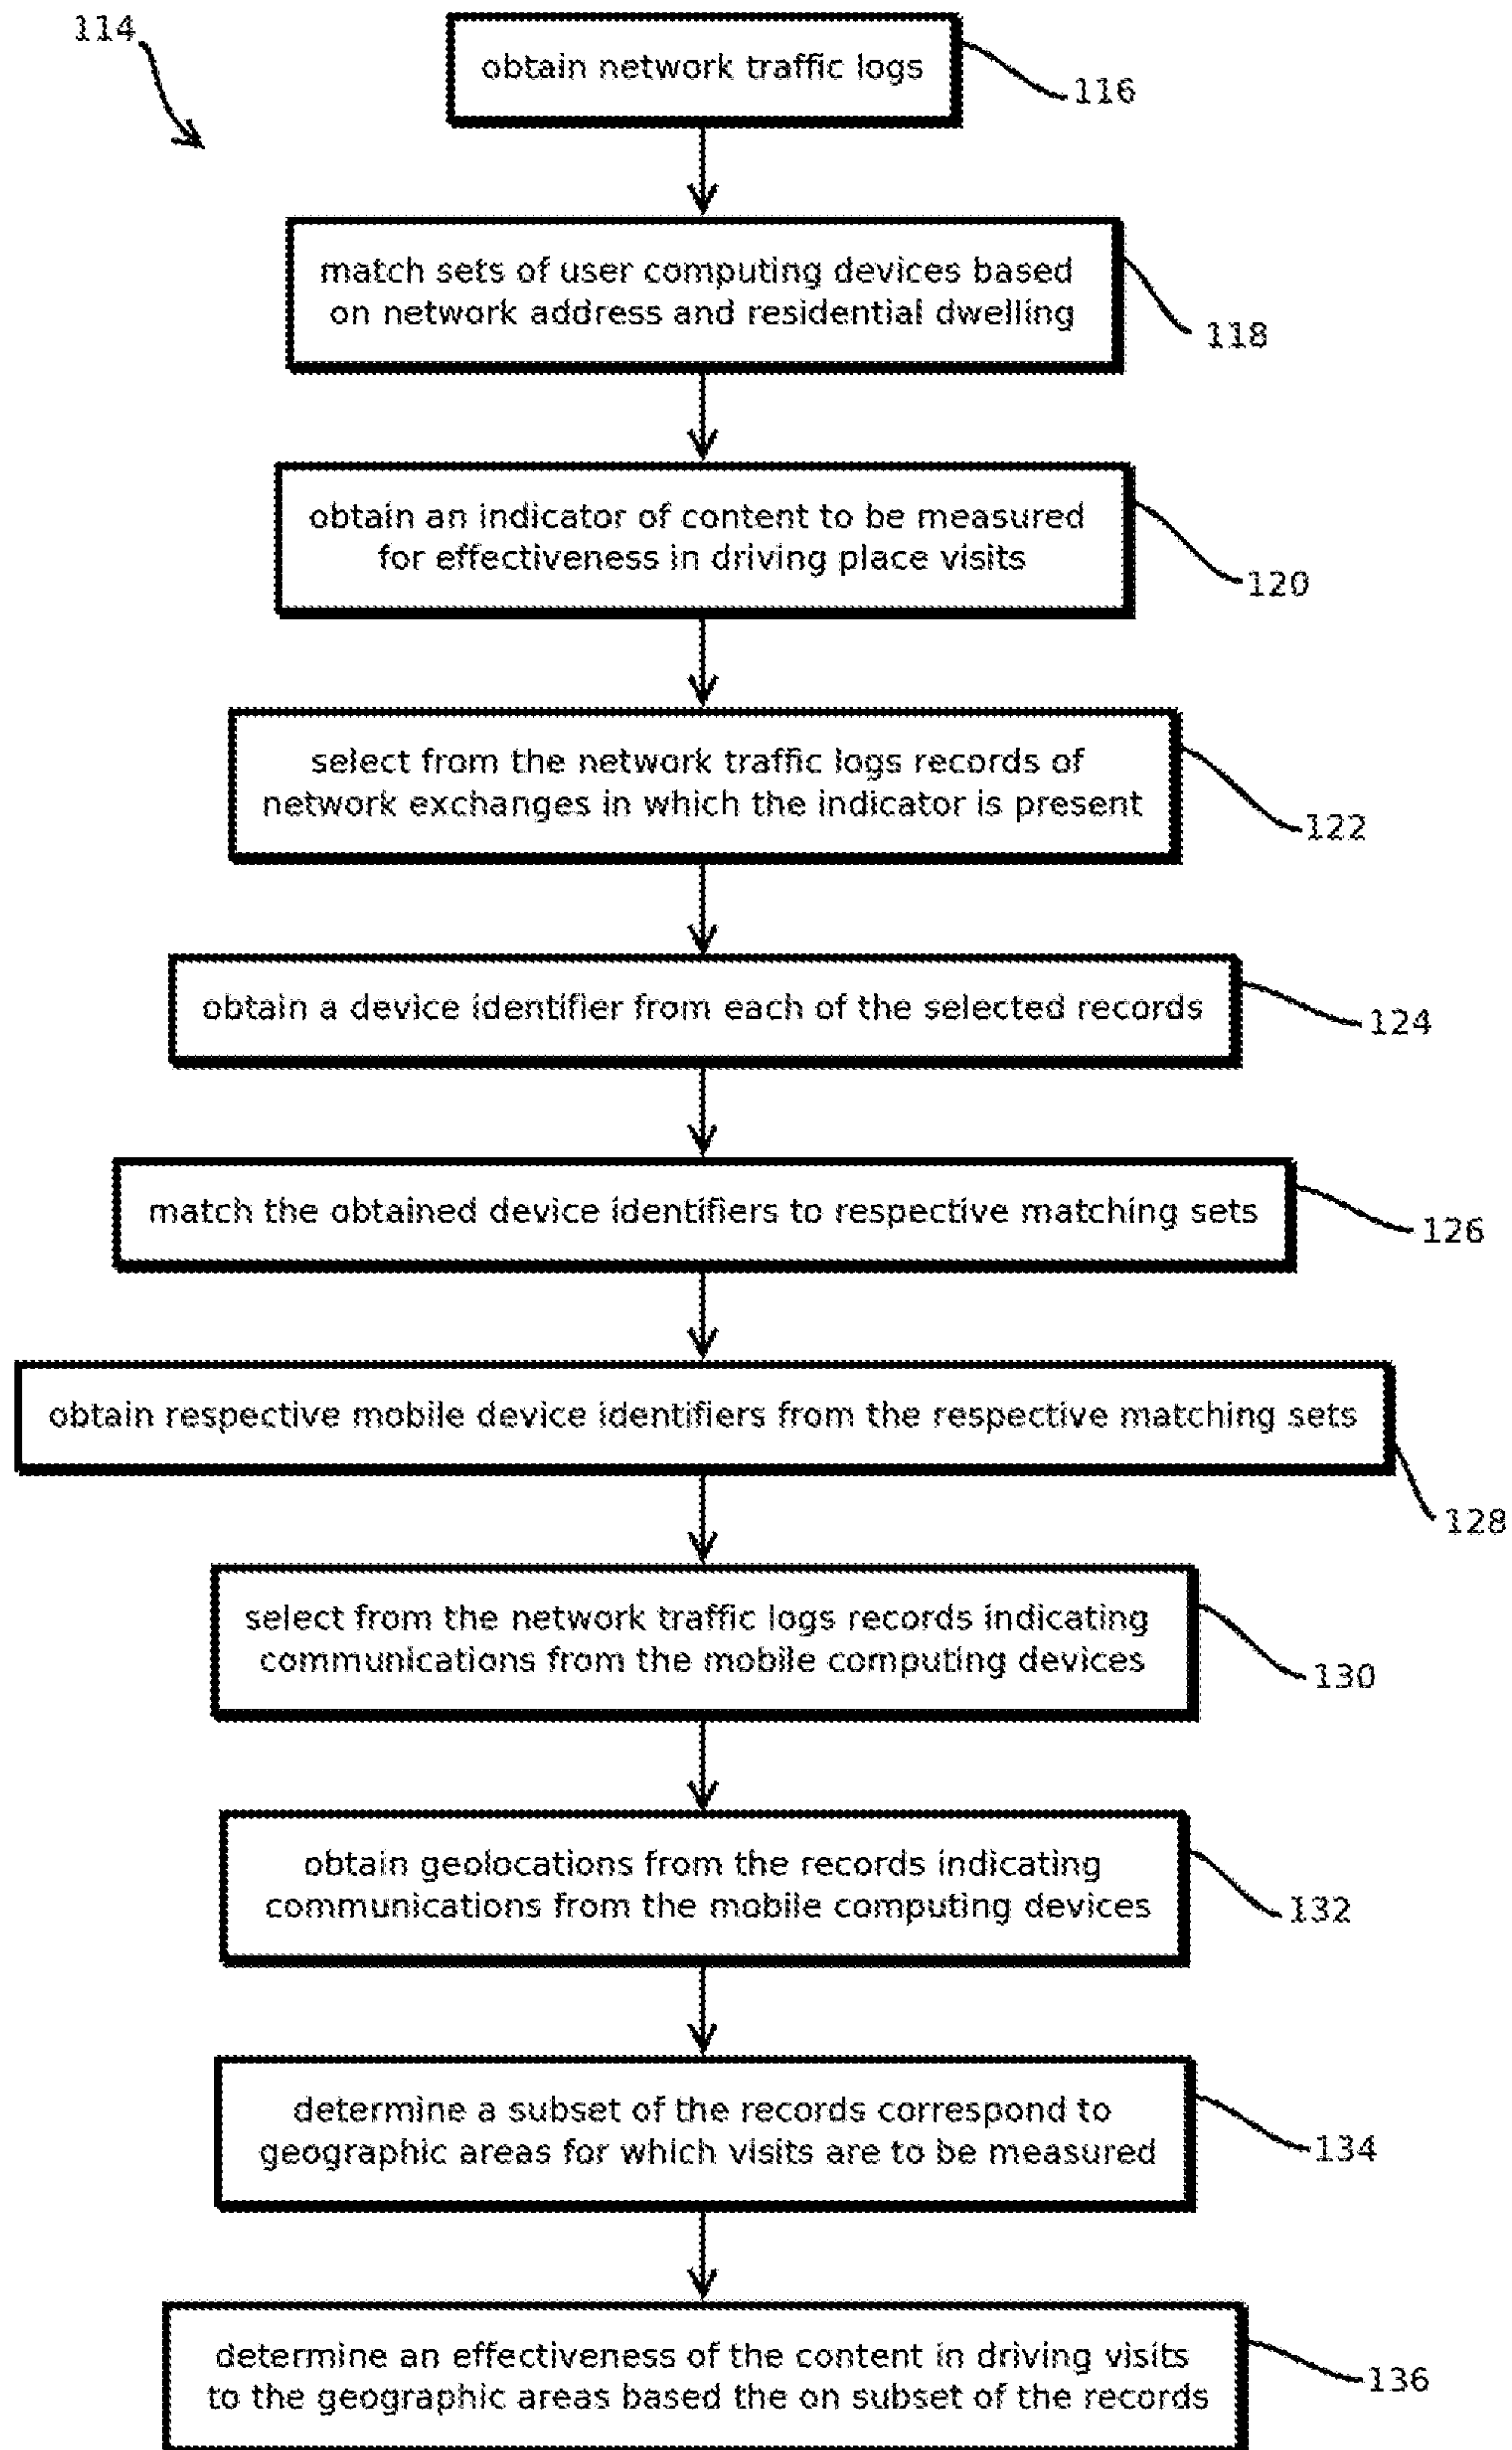 114
obtain network traffic logs
116
match sets of user computing devices based
on network address and residential dwelling
118
obtain an indicator of content to be measured
for effectiveness in driving place visits
120
select from the network traffic logs records of
network exchanges in which the indicator is present
122
obtain a device identifier from each of the selected records
124
match the obtained device identifiers to respective matching sets
126
obtain respective mobile device identifiers from the respective matching sets
128
select from the network traffic logs records indicating
communications from the mobile computing devices
130
obtain geolocations from the records indicating
communications from the mobile computing devices
132
determine a subset of the records correspond to
geographic areas for which visits are to be measured
134
determine an effectiveness of the content in driving visits
to the geographic areas based the on subset of the records
136